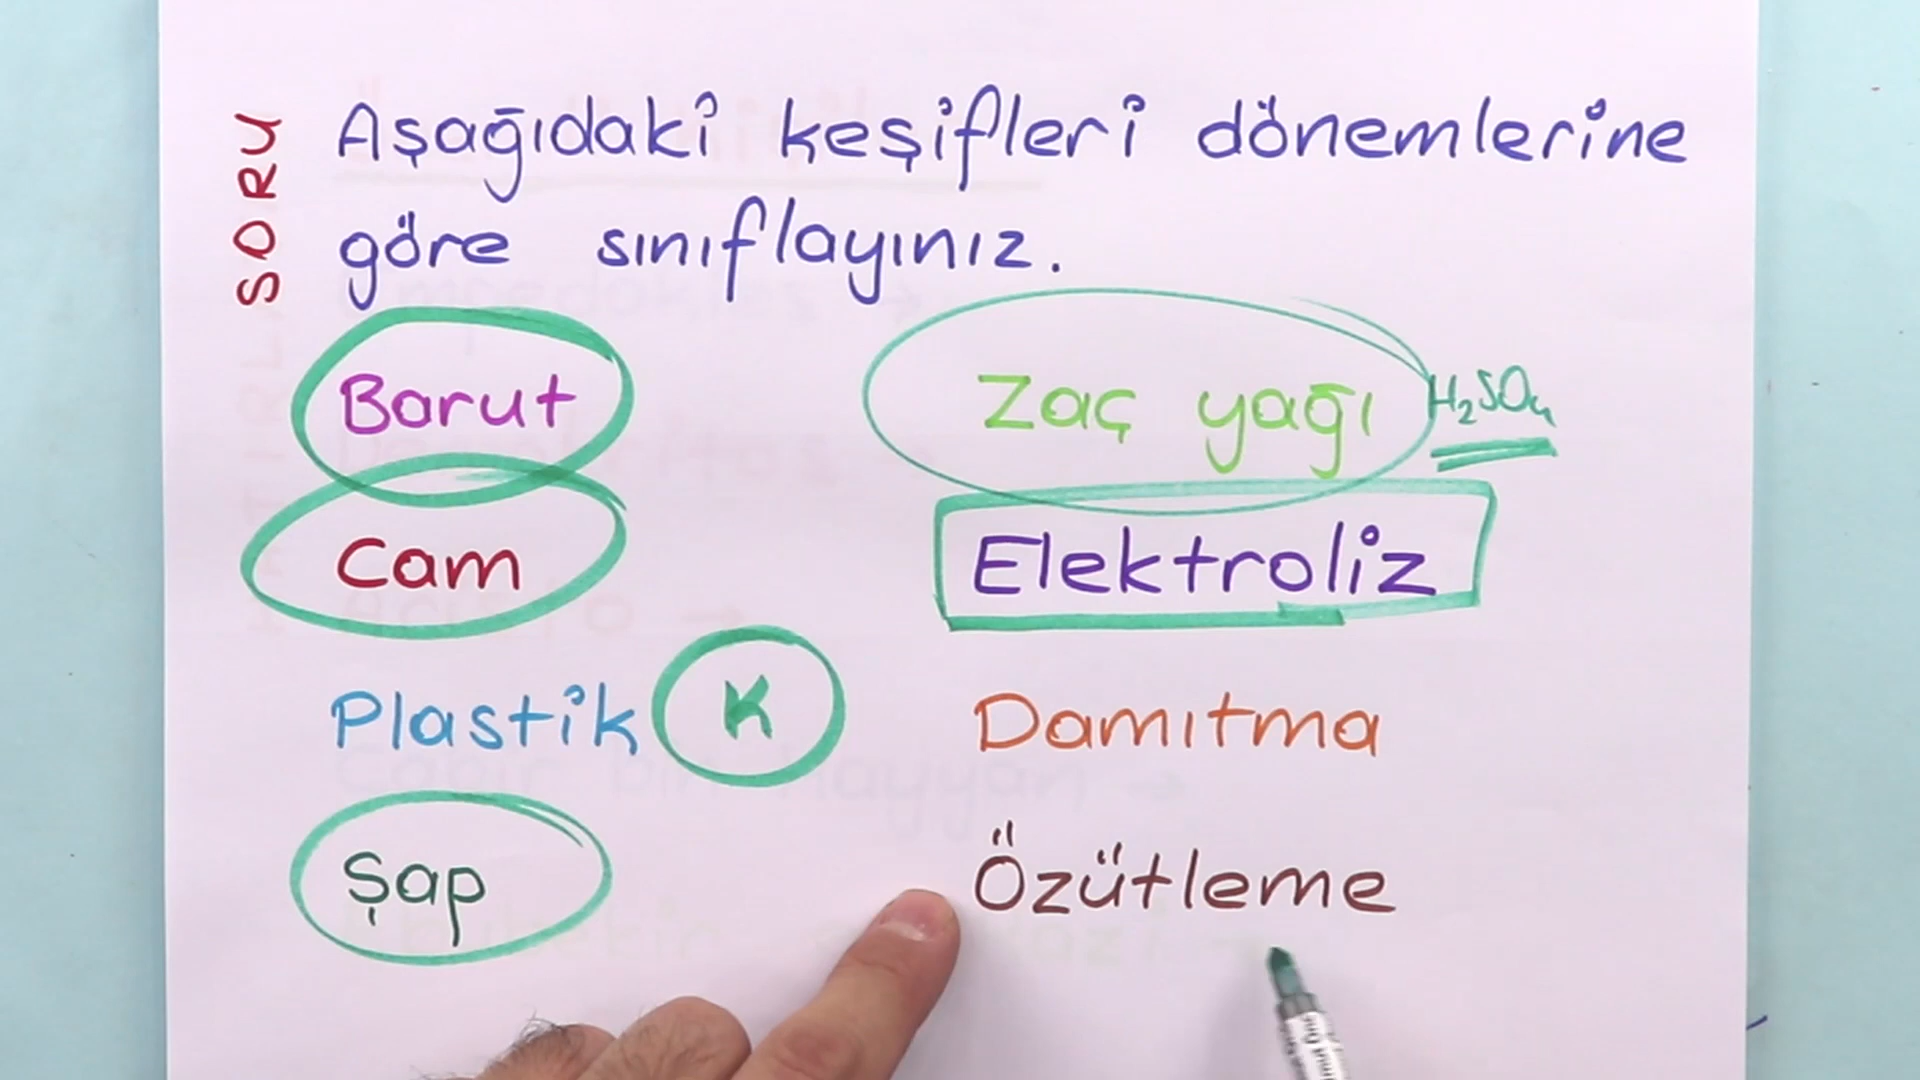 SORU
Aşağıdaki keşifleri dönemlerine
göre sınıflayınız.
Barut
Zaç yağı H₂SO₄
Cam
Elektroliz
Plastik K
Damıtma
Şap
Özütleme